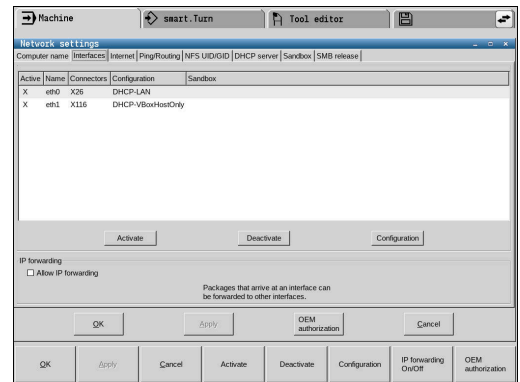 Machine smart.Turn Tool editor
Network settings
Computer name Interfaces Internet Ping/Routing NFS UID/GID DHCP server Sandbox SMB release
Active Name Connectors Configuration Sandbox
X eth0 X26 DHCP-LAN
X eth1 X116 DHCP-VBoxHostOnly
Activate Deactivate Configuration
IP forwarding
Allow IP forwarding
Packages that arrive at an interface can
be forwarded to other interfaces.
OK Apply OEM authorization Cancel
OK Apply Cancel Activate Deactivate Configuration IP forwarding On/Off OEM authorization